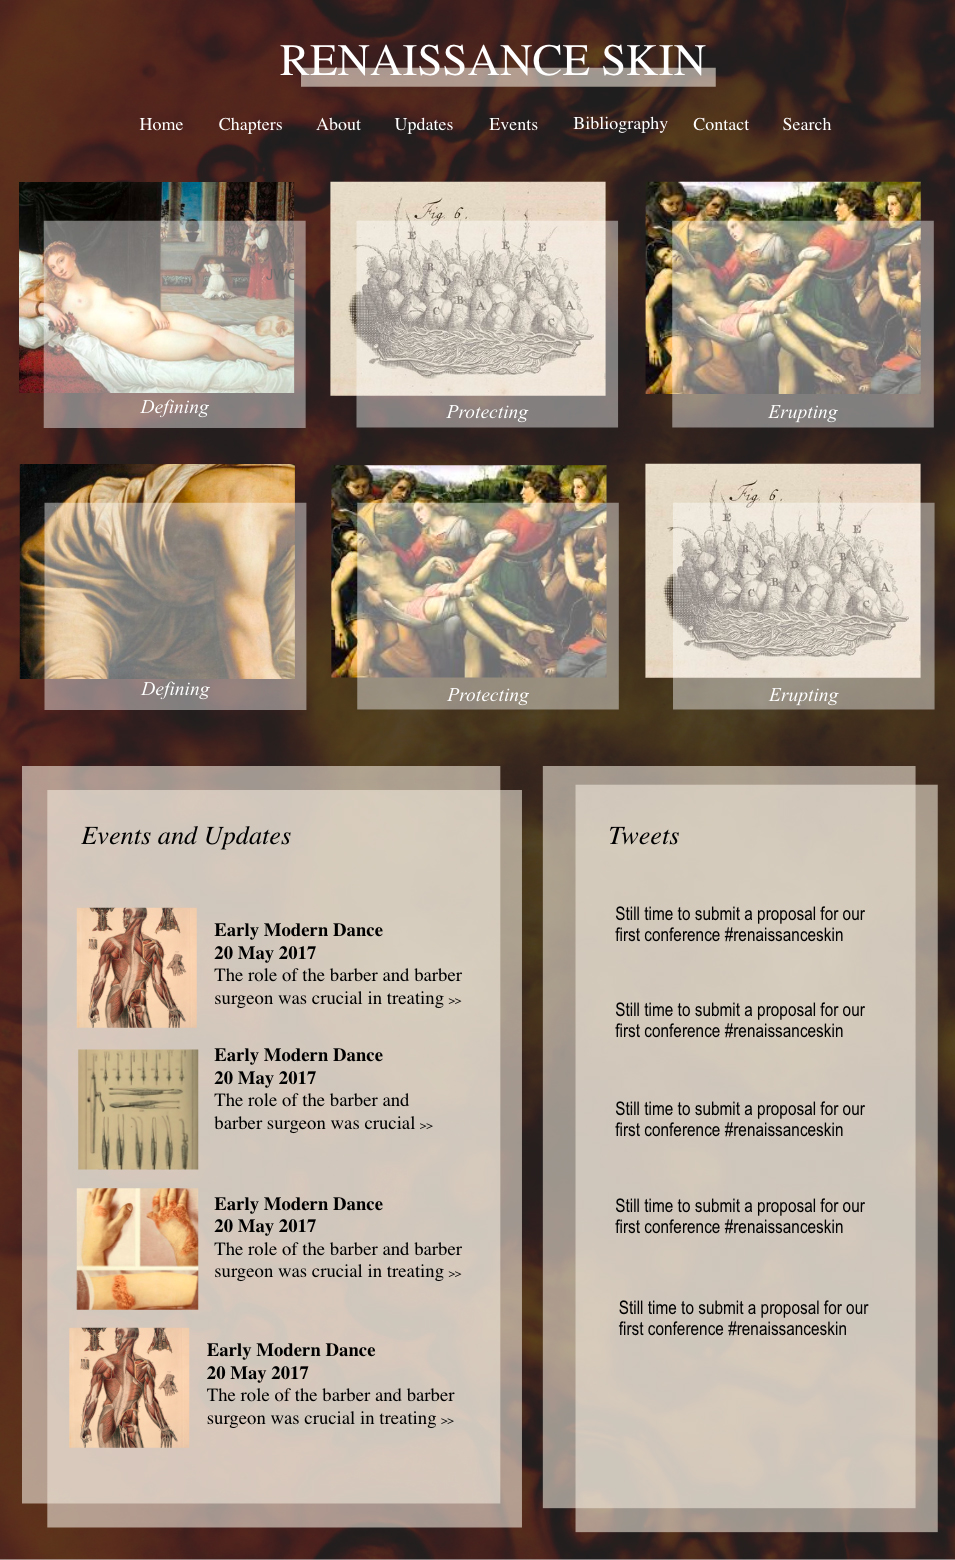 RENAISSANCE SKIN
Home Chapters About Updates Events Bibliography Contact Search
Fig. 6.
E E E
B D D B
C B A C A
Defining
Protecting
Erupting
Fig. 6.
E E E
B D D B
C B A C A
Defining
Protecting
Erupting
Events and Updates
Early Modern Dance
20 May 2017
The role of the barber and barber
surgeon was crucial in treating >>
Early Modern Dance
20 May 2017
The role of the barber and
barber surgeon was crucial >>
Early Modern Dance
20 May 2017
The role of the barber and barber
surgeon was crucial in treating >>
Early Modern Dance
20 May 2017
The role of the barber and barber
surgeon was crucial in treating >>
Tweets
Still time to submit a proposal for our
first conference #renaissanceskin
Still time to submit a proposal for our
first conference #renaissanceskin
Still time to submit a proposal for our
first conference #renaissanceskin
Still time to submit a proposal for our
first conference #renaissanceskin
Still time to submit a proposal for our
first conference #renaissanceskin